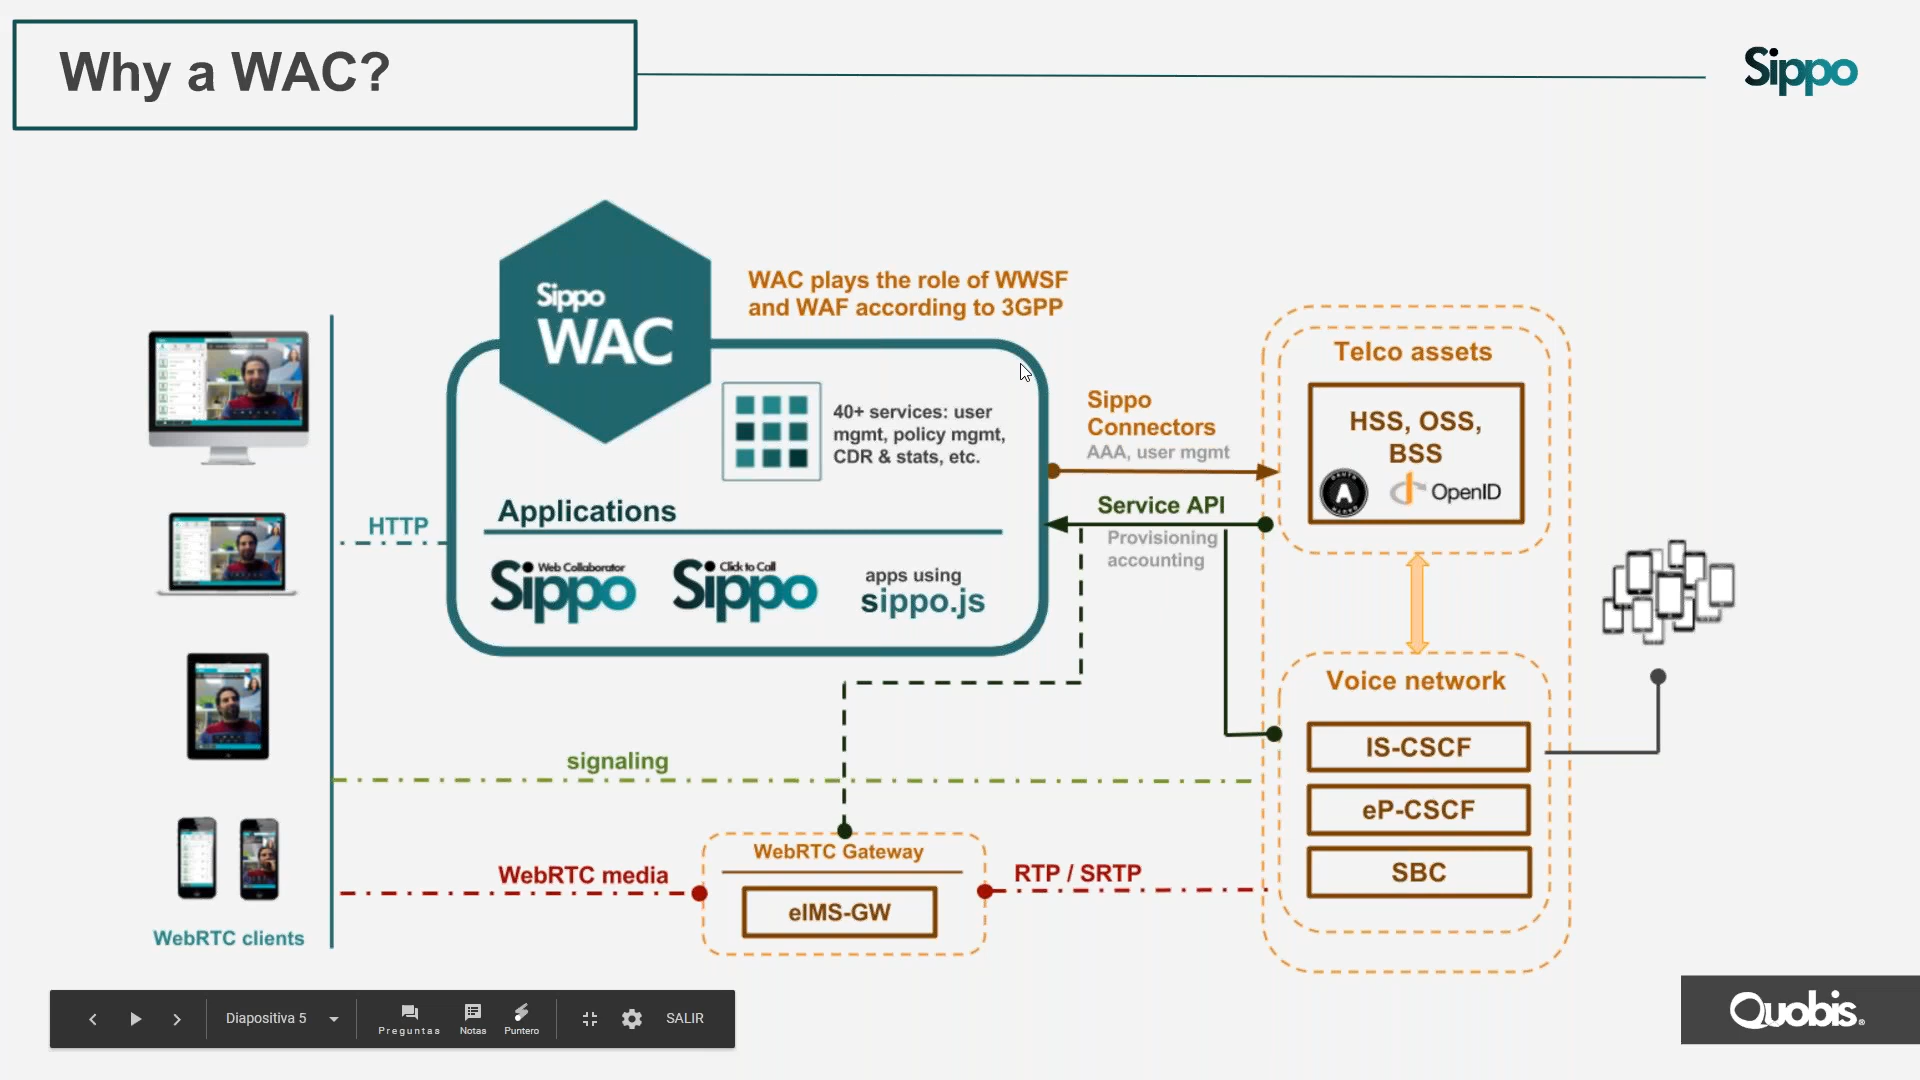 Why a WAC?
Sippo
Sippo
WAC
WAC plays the role of WWSF
and WAF according to 3GPP
40+ services: user
mgmt, policy mgmt,
CDR & stats, etc.
Applications
Web Collaborator
Sippo
Click to Call
Sippo
apps using
sippo.js
HTTP
Sippo
Connectors
AAA, user mgmt
Service API
Provisioning
accounting
Telco assets
HSS, OSS,
BSS
OAUTH
A
OpenID
Voice network
IS-CSCF
eP-CSCF
SBC
signaling
WebRTC media
WebRTC Gateway
eIMS-GW
RTP / SRTP
WebRTC clients
Diapositiva 5
Preguntas
Notas
Puntero
SALIR
Quobis®